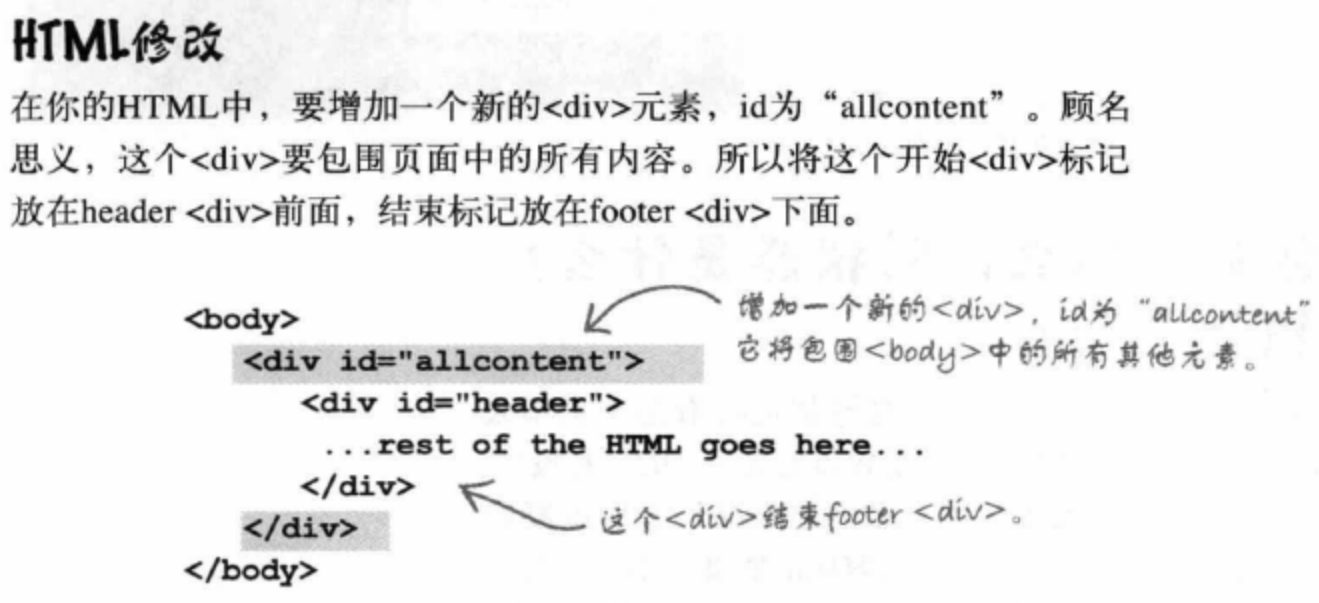 HTML修改
在你的HTML中，要增加一个新的<div>元素，id为“allcontent”。顾名
思义，这个<div>要包围页面中的所有内容。所以将这个开始<div>标记
放在header <div>前面，结束标记放在footer <div>下面。
增加一个新的<div>，id为“allcontent”
它将包围<body>中的所有其他元素。
<body>
<div id="allcontent">
<div id="header">
...rest of the HTML goes here...
</div>
这个<div>结束footer <div>。
</div>
</body>